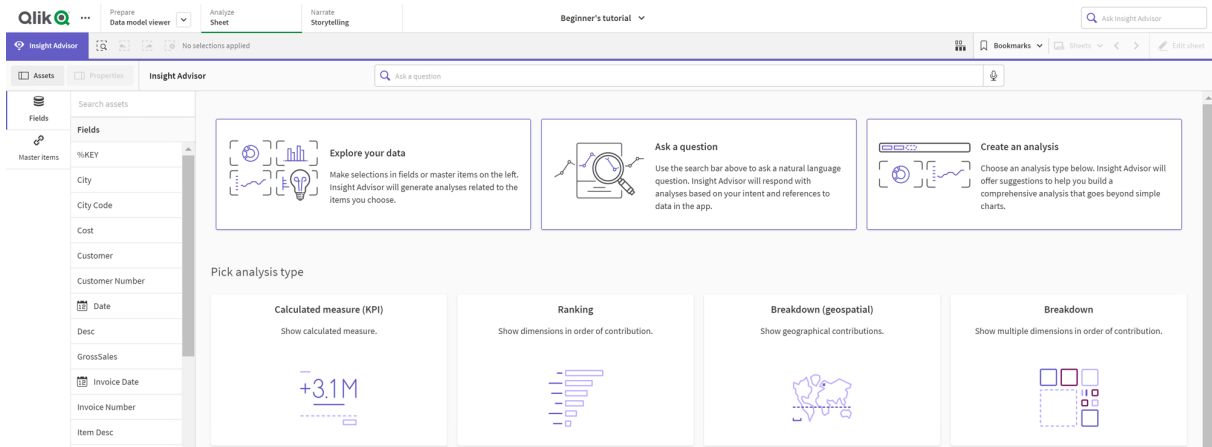 Qlik
Prepare
Data model viewer
Analyze
Sheet
Narrate
Storytelling
Beginner's tutorial
Ask Insight Advisor
Insight Advisor
No selections applied
Bookmarks
Sheets
Edit sheet
Assets
Properties
Insight Advisor
Ask a question
Fields
Master items
Search assets
Fields
%KEY
City
City Code
Cost
Customer
Customer Number
Date
Desc
GrossSales
Invoice Date
Invoice Number
Item Desc
Explore your data
Make selections in fields or master items on the left.
Insight Advisor will generate analyses related to the
items you choose.
Ask a question
Use the search bar above to ask a natural language
question. Insight Advisor will respond with
analyses based on your intent and references to
data in the app.
Create an analysis
Choose an analysis type below. Insight Advisor will
offer suggestions to help you build a
comprehensive analysis that goes beyond simple
charts.
Pick analysis type
Calculated measure (KPI)
Show calculated measure.
+3.1M
Ranking
Show dimensions in order of contribution.
Breakdown (geospatial)
Show geographical contributions.
Breakdown
Show multiple dimensions in order of contribution.